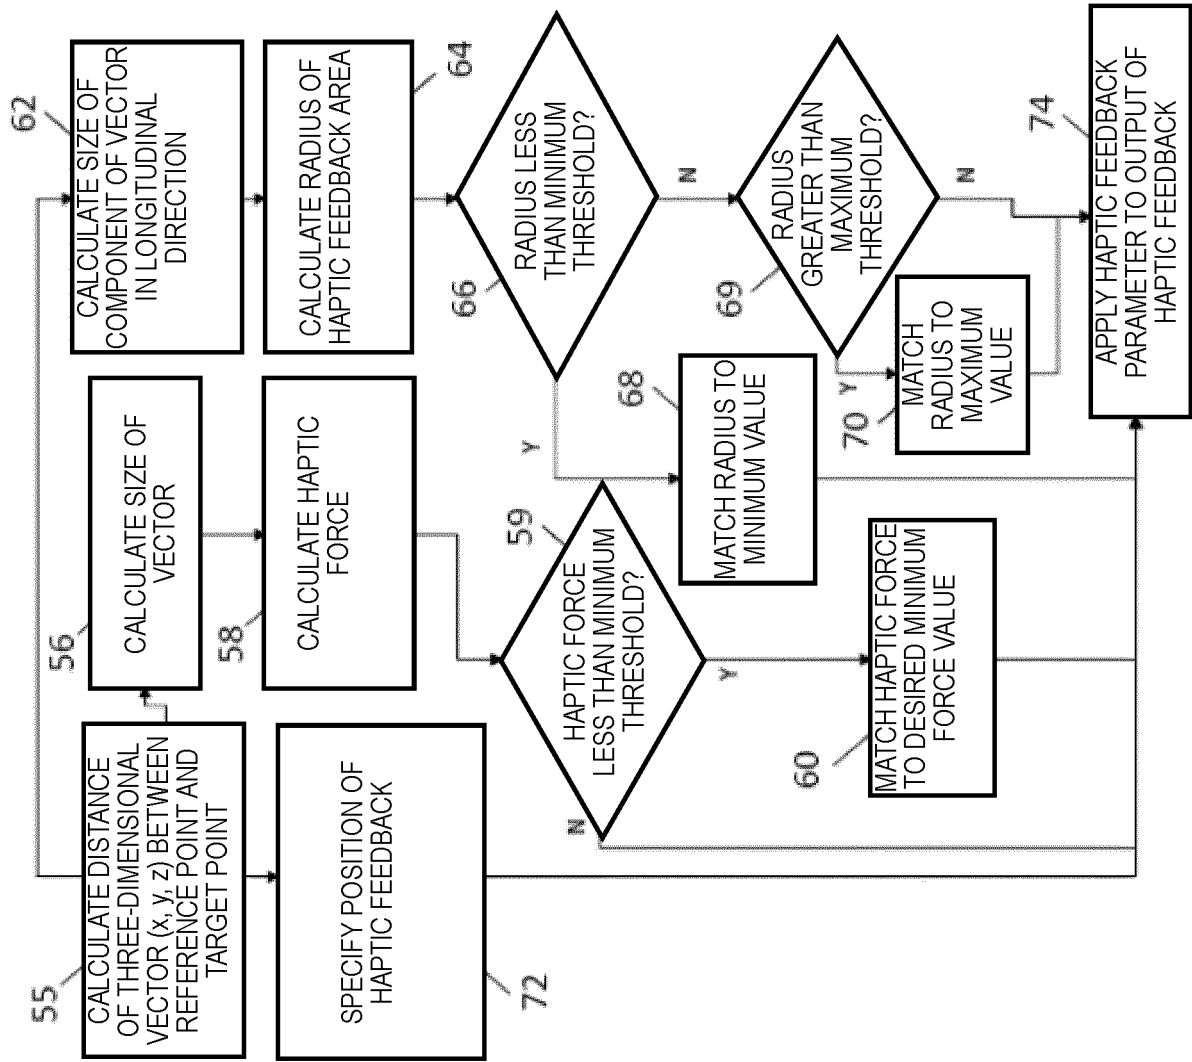 55
CALCULATE DISTANCE
OF THREE-DIMENSIONAL
VECTOR (x, y, z) BETWEEN
REFERENCE POINT AND
TARGET POINT
56
CALCULATE SIZE OF
VECTOR
62
CALCULATE SIZE OF
COMPONENT OF VECTOR
IN LONGITUDINAL
DIRECTION
72
SPECIFY POSITION OF
HAPTIC FEEDBACK
58
CALCULATE HAPTIC
FORCE
64
CALCULATE RADIUS OF
HAPTIC FEEDBACK AREA
59
HAPTIC FORCE
LESS THAN MINIMUM
THRESHOLD?
N
Y
66
RADIUS LESS
THAN MINIMUM
THRESHOLD?
Y
N
60
MATCH HAPTIC FORCE
TO DESIRED MINIMUM
FORCE VALUE
68
MATCH RADIUS TO
MINIMUM VALUE
69
RADIUS
GREATER THAN
MAXIMUM
THRESHOLD?
Y
N
70
MATCH
RADIUS TO
MAXIMUM
VALUE
74
APPLY HAPTIC FEEDBACK
PARAMETER TO OUTPUT OF
HAPTIC FEEDBACK